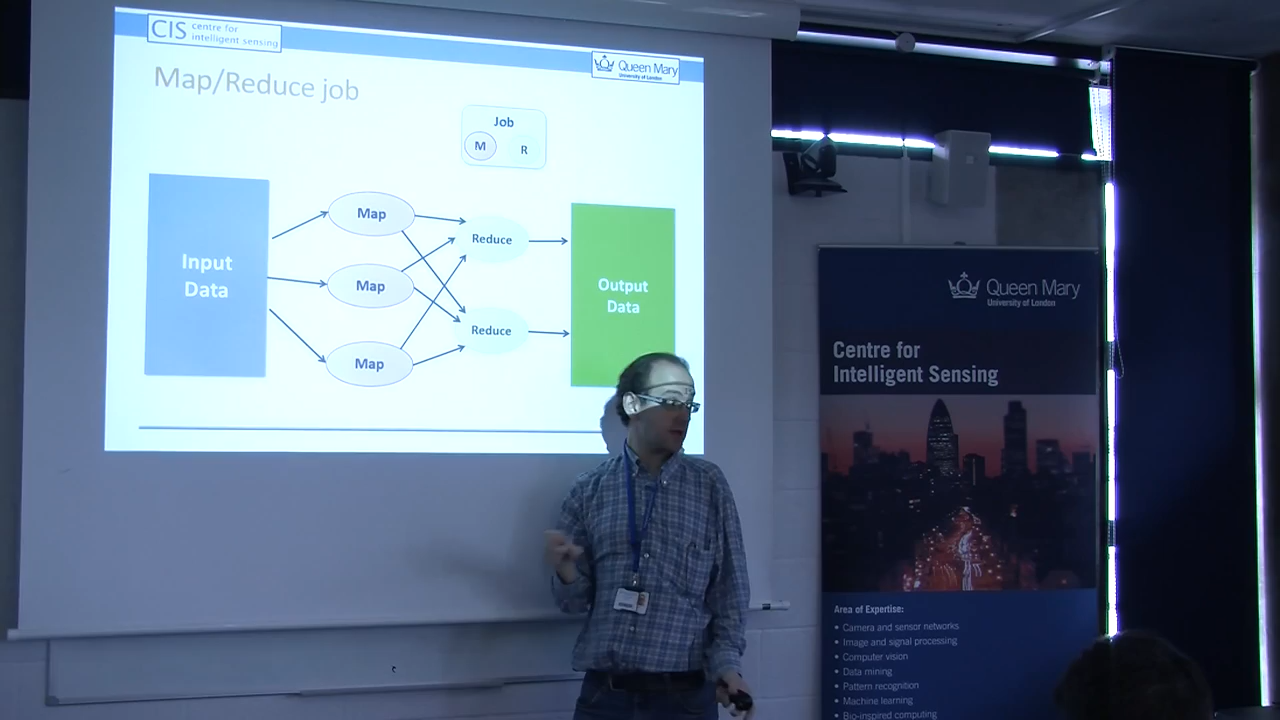 CIS centre for
intelligent sensing
Queen Mary
University of London
Map/Reduce job
Job
M
R
Input
Data
Map
Map
Map
Reduce
Reduce
Output
Data
Queen Mary
University of London
Centre for
Intelligent Sensing
Area of Expertise:
• Camera and sensor networks
• Image and signal processing
• Computer vision
• Data mining
• Pattern recognition
• Machine learning
• Bio-inspired computing